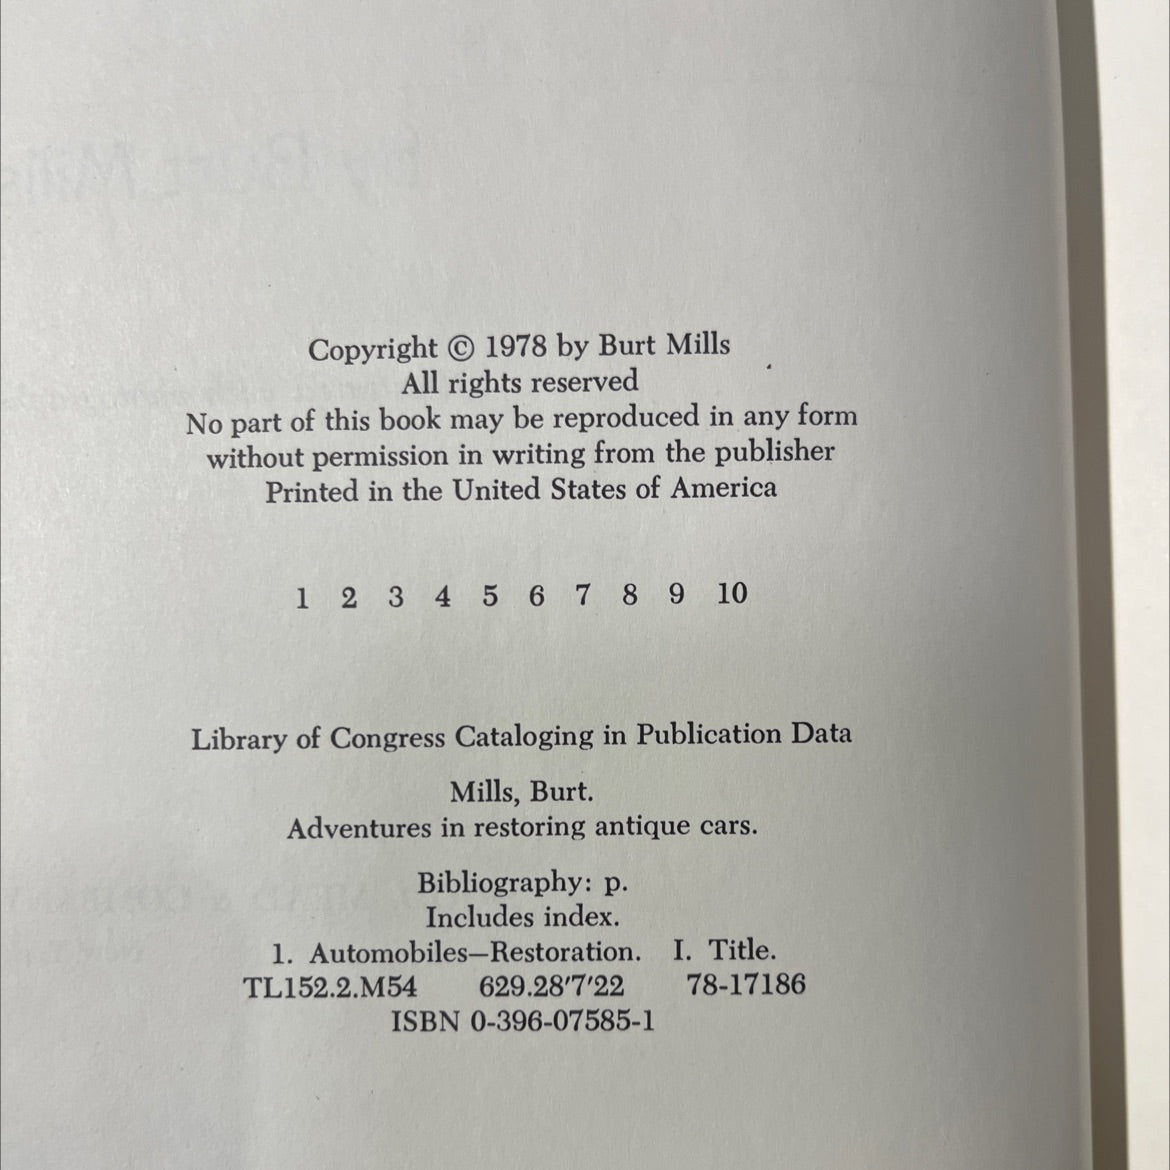 Copyright © 1978 by Burt Mills
All rights reserved
No part of this book may be reproduced in any form
without permission in writing from the publisher
Printed in the United States of America
1 2 3 4 5 6 7 8 9 10
Library of Congress Cataloging in Publication Data
Mills, Burt.
Adventures in restoring antique cars.
Bibliography: p.
Includes index.
1. Automobiles—Restoration. I. Title.
TL152.2.M54 629.28′7′22 78-17186
ISBN 0-396-07585-1